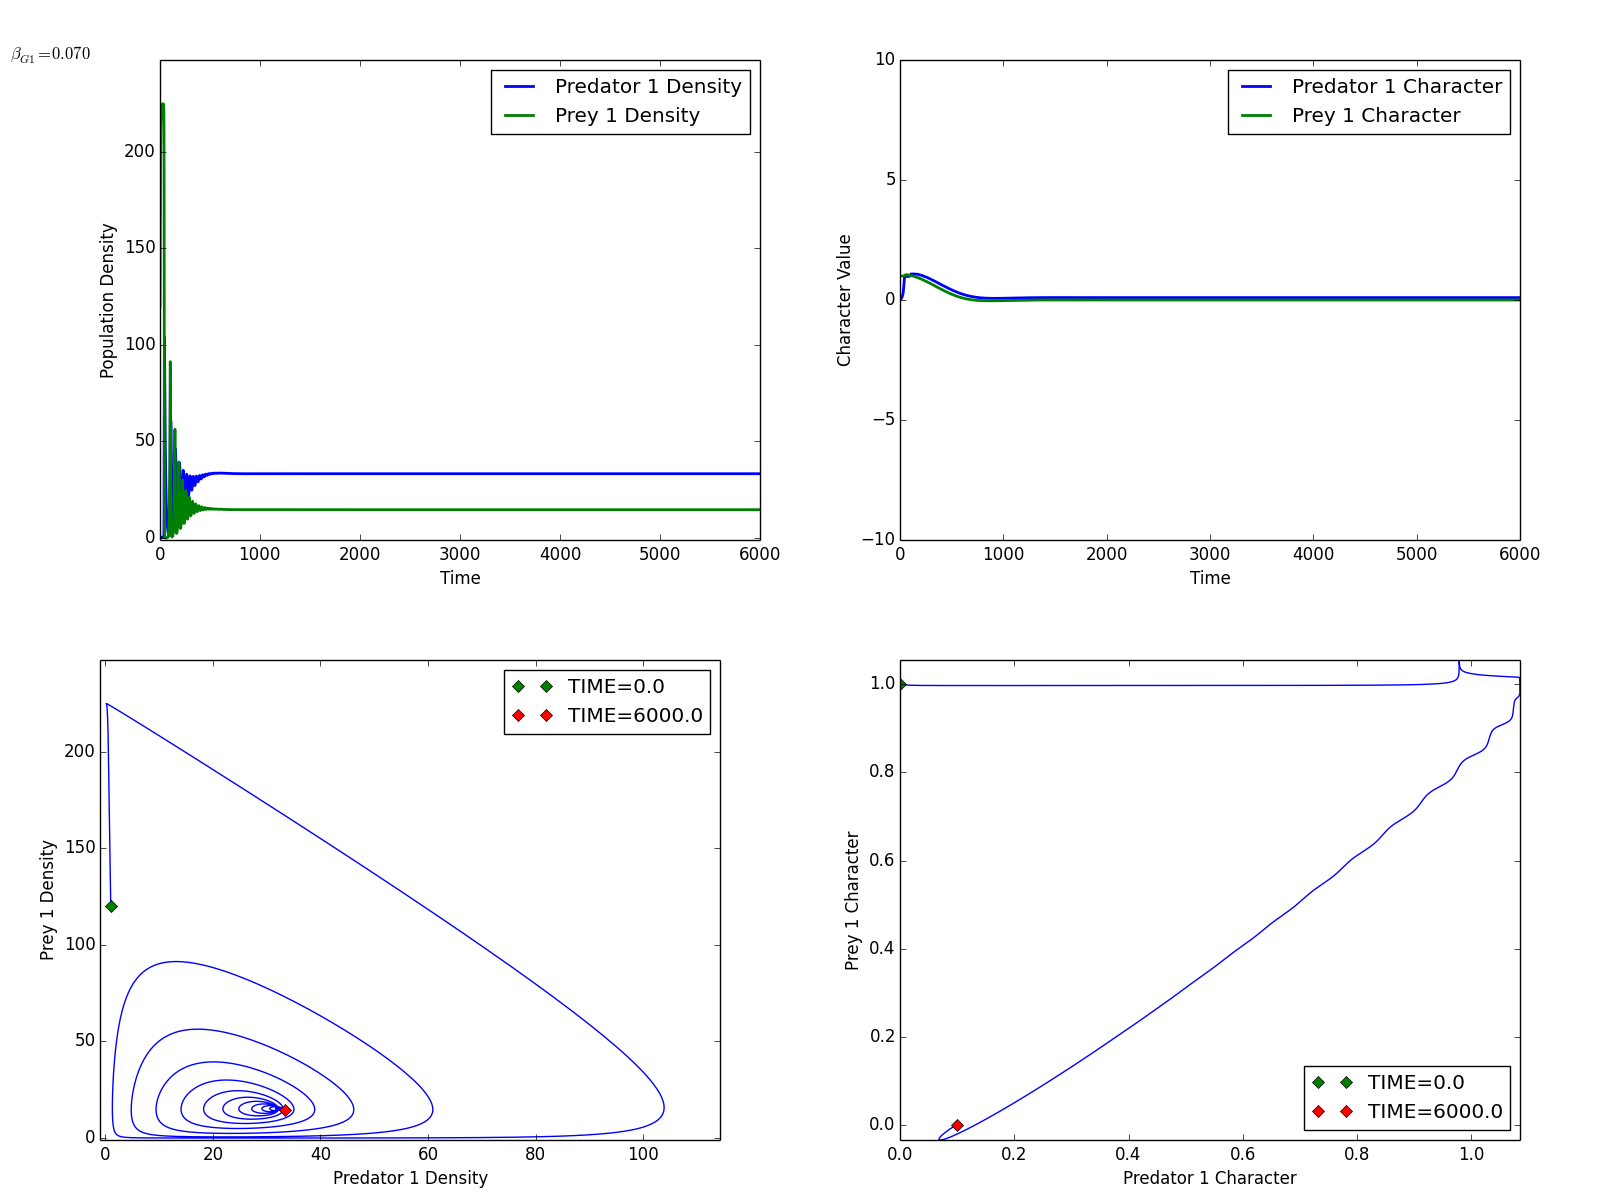 β_G1=0.070
Predator 1 Density
Prey 1 Density
200
150
100
50
0
Population Density
0 1000 2000 3000 4000 5000 6000
Time
Predator 1 Character
Prey 1 Character
10
5
0
−5
−10
Character Value
0 1000 2000 3000 4000 5000 6000
Time
TIME=0.0
TIME=6000.0
200
150
100
50
0
Prey 1 Density
0 20 40 60 80 100
Predator 1 Density
1.0
0.8
0.6
0.4
0.2
0.0
Prey 1 Character
TIME=0.0
TIME=6000.0
0.0 0.2 0.4 0.6 0.8 1.0
Predator 1 Character